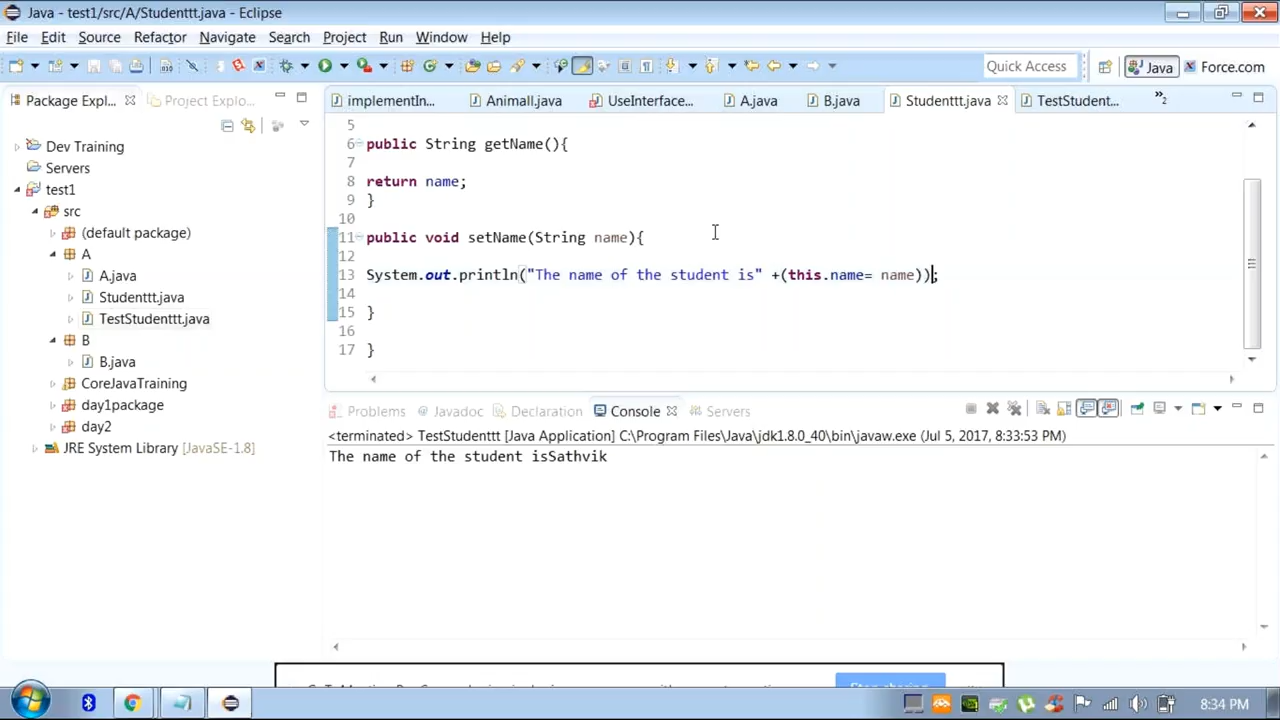 Java - test1/src/A/Studenttt.java - Eclipse
File Edit Source Refactor Navigate Search Project Run Window Help
Quick Access Java Force.com
Package Expl... Project Explo...
implementIn... Animall.java UseInterface... A.java B.java Studenttt.java TestStudent... »2
Dev Training
Servers
test1
src
(default package)
A
A.java
Studenttt.java
TestStudenttt.java
B
B.java
CoreJavaTraining
day1package
day2
JRE System Library [JavaSE-1.8]
5
6 public String getName(){
7
8 return name;
9 }
10
11 public void setName(String name){
12
13 System.out.println("The name of the student is" +(this.name= name));
14
15 }
16
17 }
Problems Javadoc Declaration Console Servers
<terminated> TestStudenttt [Java Application] C:\Program Files\Java\jdk1.8.0_40\bin\javaw.exe (Jul 5, 2017, 8:33:53 PM)
The name of the student isSathvik
8:34 PM